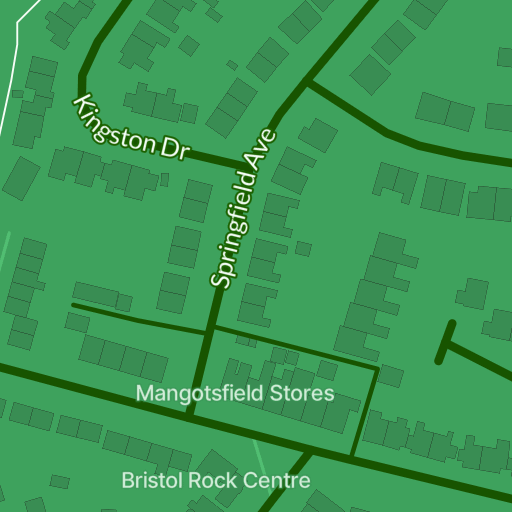 Kingston Dr
Springfield Ave
Mangotsfield Stores
Bristol Rock Centre